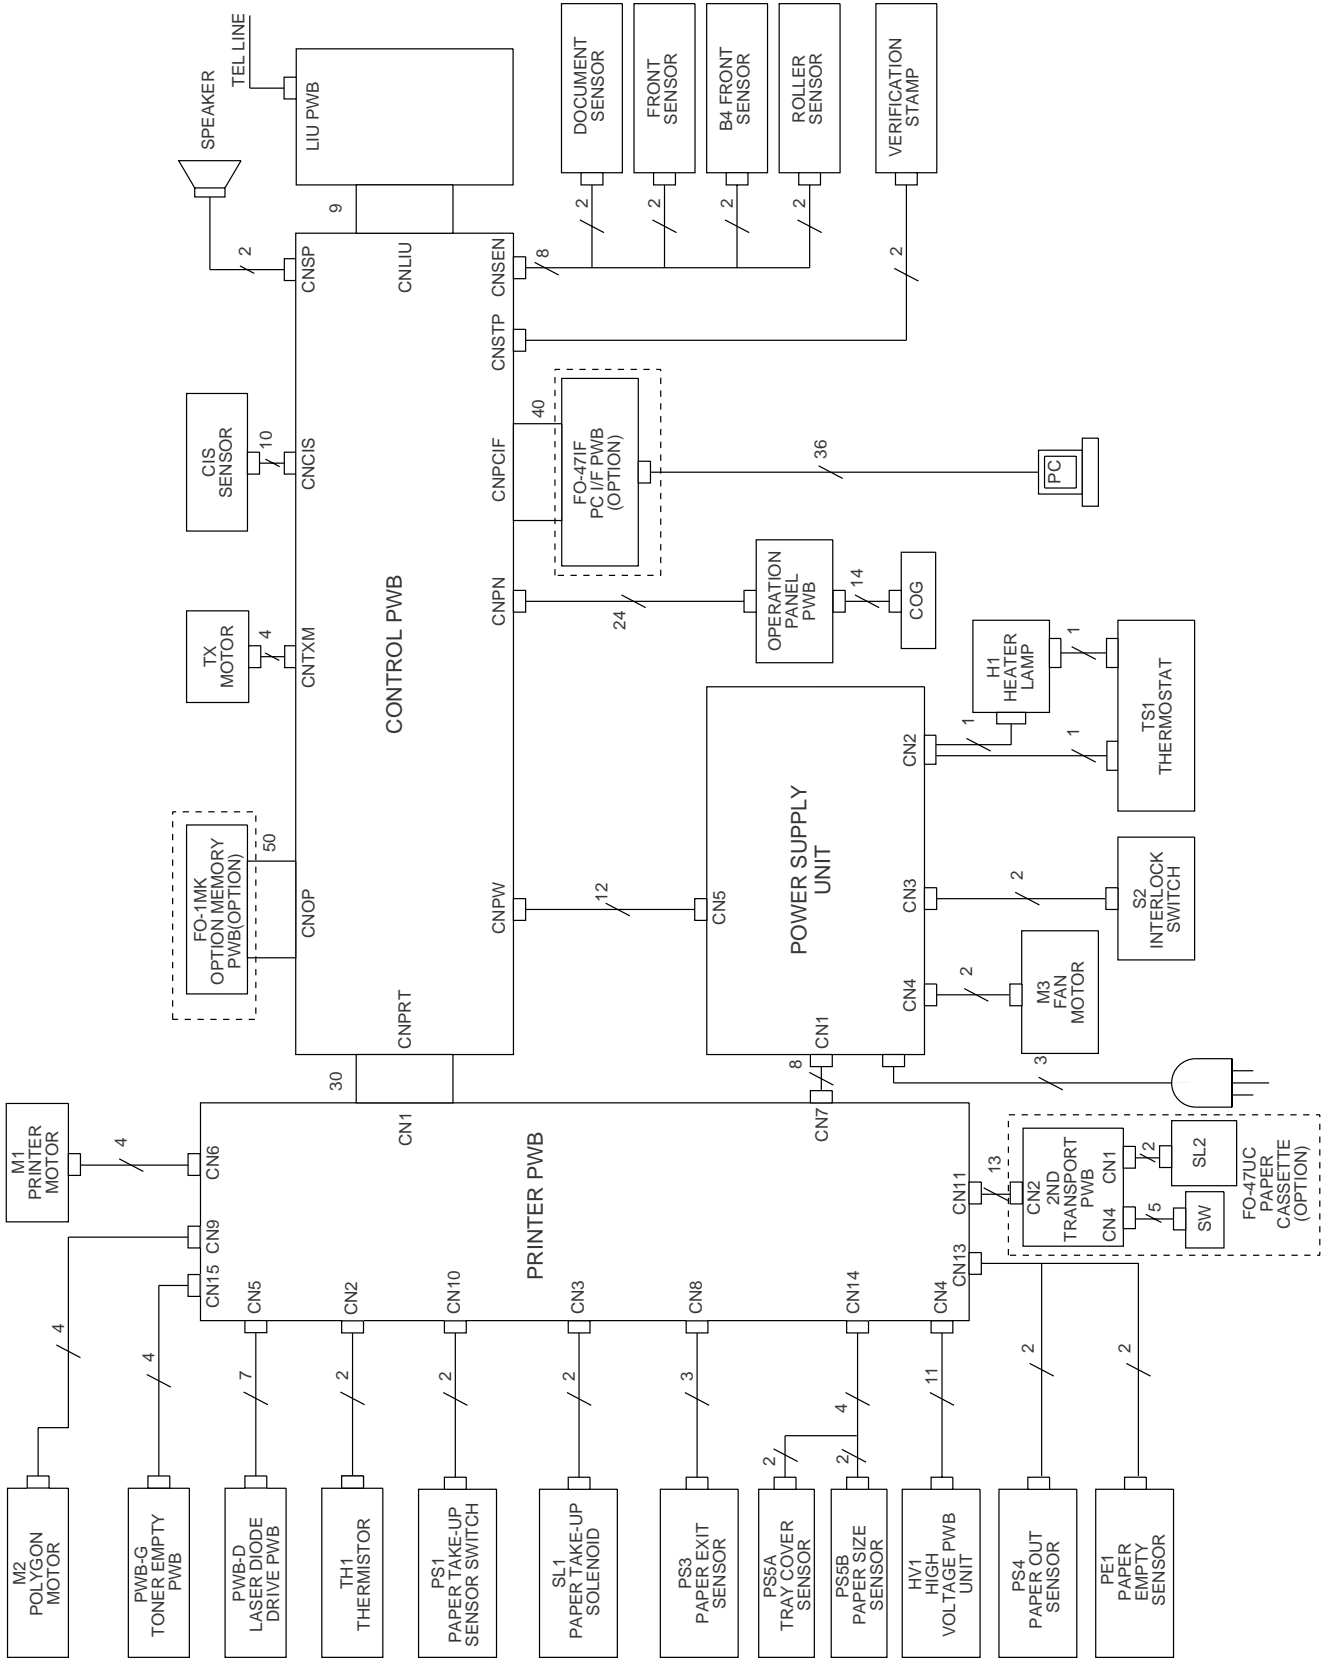 M2
POLYGON
MOTOR
4
PWB-G
TONER EMPTY
PWB
4
PWB-D
LASER DIODE
DRIVE PWB
7
TH1
THERMISTOR
2
PS1
PAPER TAKE-UP
SENSOR SWITCH
2
SL1
PAPER TAKE-UP
SOLENOID
2
PS3
PAPER EXIT
SENSOR
3
PS5A
TRAY COVER
SENSOR
2
PS5B
PAPER SIZE
SENSOR
2
4
HV1
HIGH
VOLTAGE PWB
UNIT
11
PS4
PAPER OUT
SENSOR
2
PE1
PAPER
EMPTY
SENSOR
2
M1
PRINTER
MOTOR
4
CN6
CN9
CN15
CN5
CN2
CN10
CN3
CN8
CN14
CN4
CN13
CN11
CN7
CN1
PRINTER PWB
13
CN2
2ND
TRANSPORT
PWB
CN4
CN1
5
2
SW
SL2
FO-47UC
PAPER
CASSETTE
(OPTION)
30
8
3
FO-1MK
OPTION MEMORY
PWB(OPTION)
50
CNOP
CNPRT
CNPW
CONTROL PWB
TX
MOTOR
4
CNTXM
CIS
SENSOR
10
CNCIS
SPEAKER
2
CNSP
TEL LINE
LIU PWB
9
CNLIU
CNSEN
CNSTP
CNPCIF
CNPN
12
CN5
POWER SUPPLY
UNIT
CN1
CN4
CN3
CN2
2
M3
FAN
MOTOR
2
S2
INTERLOCK
SWITCH
1
1
H1
HEATER
LAMP
1
TS1
THERMOSTAT
24
OPERATION
PANEL
PWB
14
COG
40
FO-47IF
PC I/F PWB
(OPTION)
36
PC
8
2
DOCUMENT
SENSOR
2
FRONT
SENSOR
2
B4 FRONT
SENSOR
2
ROLLER
SENSOR
2
VERIFICATION
STAMP